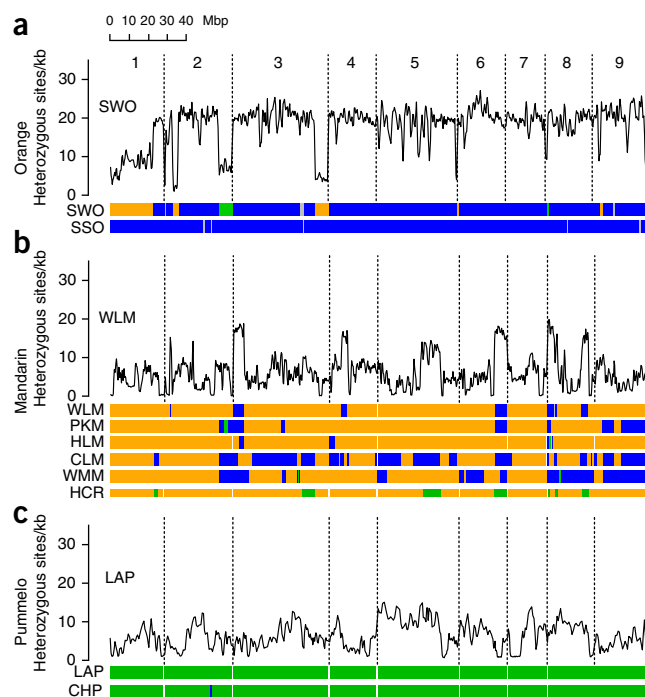 a
0 10 20 30 40 Mbp
1 2 3 4 5 6 7 8 9
Orange
Heterozygous sites/kb
30
20
10
0
SWO
SWO
SSO
b
Mandarin
Heterozygous sites/kb
30
20
10
0
WLM
WLM
PKM
HLM
CLM
WMM
HCR
c
Pummelo
Heterozygous sites/kb
30
20
10
0
LAP
LAP
CHP